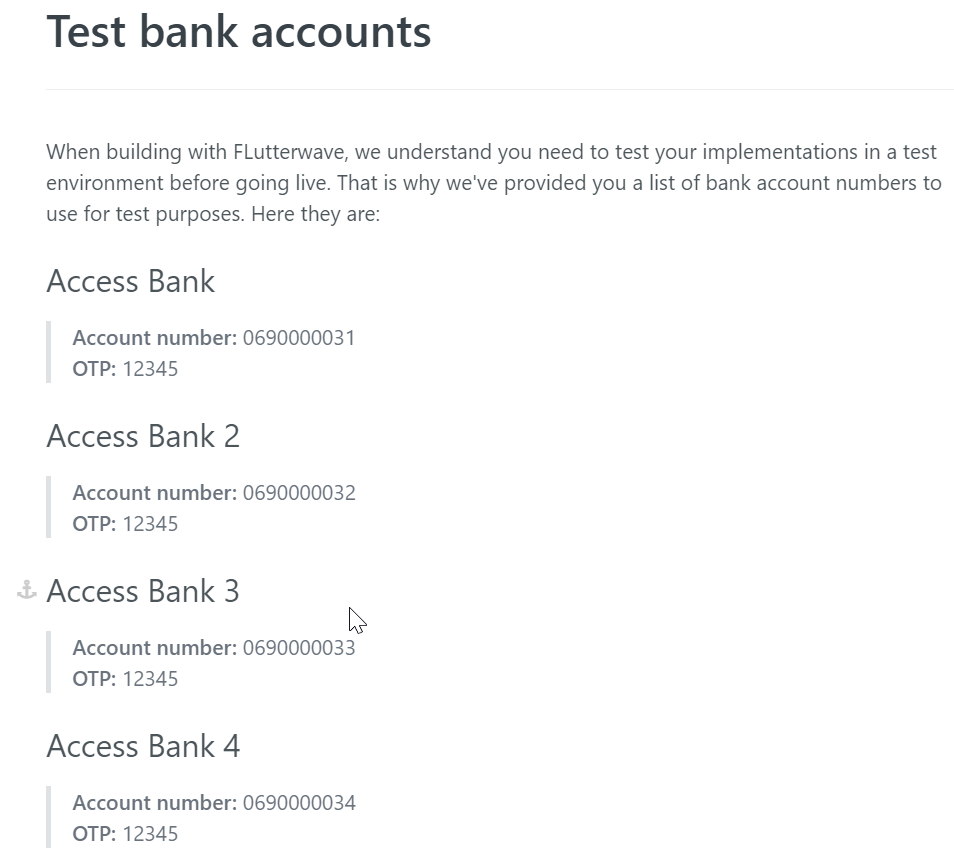 Test bank accounts
When building with FLutterwave, we understand you need to test your implementations in a test
environment before going live. That is why we've provided you a list of bank account numbers to
use for test purposes. Here they are:
Access Bank
Account number: 0690000031
OTP: 12345
Access Bank 2
Account number: 0690000032
OTP: 12345
Access Bank 3
Account number: 0690000033
OTP: 12345
Access Bank 4
Account number: 0690000034
OTP: 12345